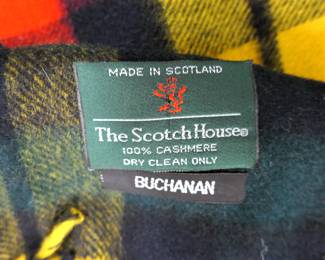 MADE IN SCOTLAND
The Scotch House®
100% CASHMERE
DRY CLEAN ONLY
BUCHANAN